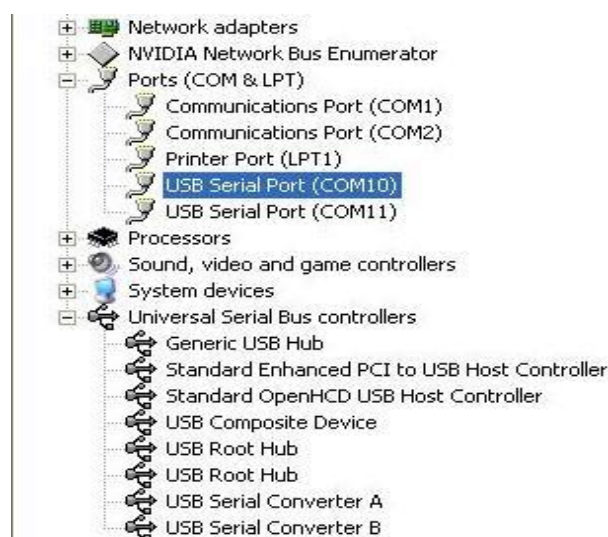 Network adapters
NVIDIA Network Bus Enumerator
Ports (COM & LPT)
Communications Port (COM1)
Communications Port (COM2)
Printer Port (LPT1)
USB Serial Port (COM10)
USB Serial Port (COM11)
Processors
Sound, video and game controllers
System devices
Universal Serial Bus controllers
Generic USB Hub
Standard Enhanced PCI to USB Host Controller
Standard OpenHCD USB Host Controller
USB Composite Device
USB Root Hub
USB Root Hub
USB Serial Converter A
USB Serial Converter B